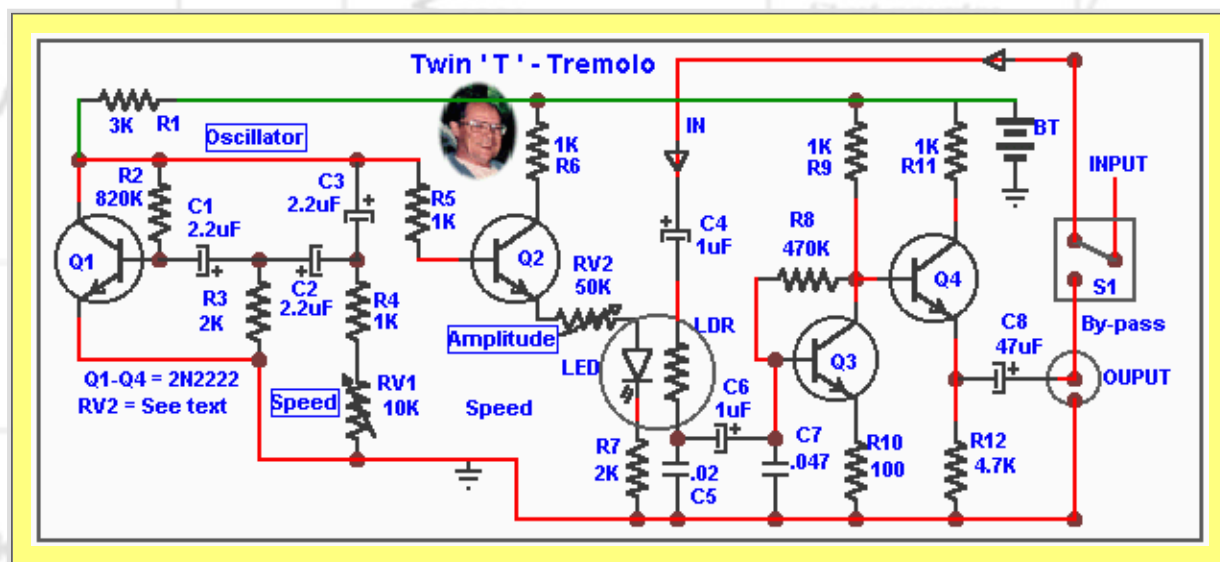 Twin ' T ' - Tremolo
3K R1
Oscillator
R2
820K
C1
2.2uF
C3
2.2uF
R5
1K
1K
R6
IN
C4
1uF
1K
R9
1K
R11
BT
INPUT
R8
470K
Q1
Q2
RV2
50K
Q4
S1
R3
2K
C2
2.2uF
R4
1K
Amplitude
LED
LDR
Q3
C8
47uF
By-pass
OUPUT
Q1-Q4 = 2N2222
RV2 = See text
Speed
RV1
10K
Speed
C6
1uF
R7
2K
.02
C5
C7
.047
R10
100
R12
4.7K
+
+
+
+
+
+
+